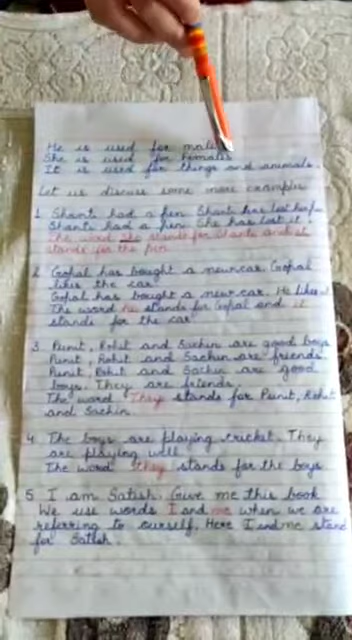 He is used for males
She is used for females
It is used for things and animals.
Let us discuss some more examples
1. Shanti had a pen. Shanti has lost her pen.
Shanti had a pen. She has lost it.
The word She stands for Shanti and it
stands for the pen
2. Gopal has bought a new car. Gopal
likes the car.
Gopal has bought a new car. He likes it
The word he stands for Gopal and it
stands for the car
3. Punit, Rohit and Sachin are good boys
Punit, Rohit and Sachin are friends
Punit, Rohit and Sachin are good
boys. They are friends.
The word They stands for Punit, Rohit
and Sachin
4. The boys are playing cricket. They
are playing well
The word they stands for the boys
5. I am Satish. Give me this book
We use words I and me when we are
referring to ourself. Here I and me stand
for Satish.